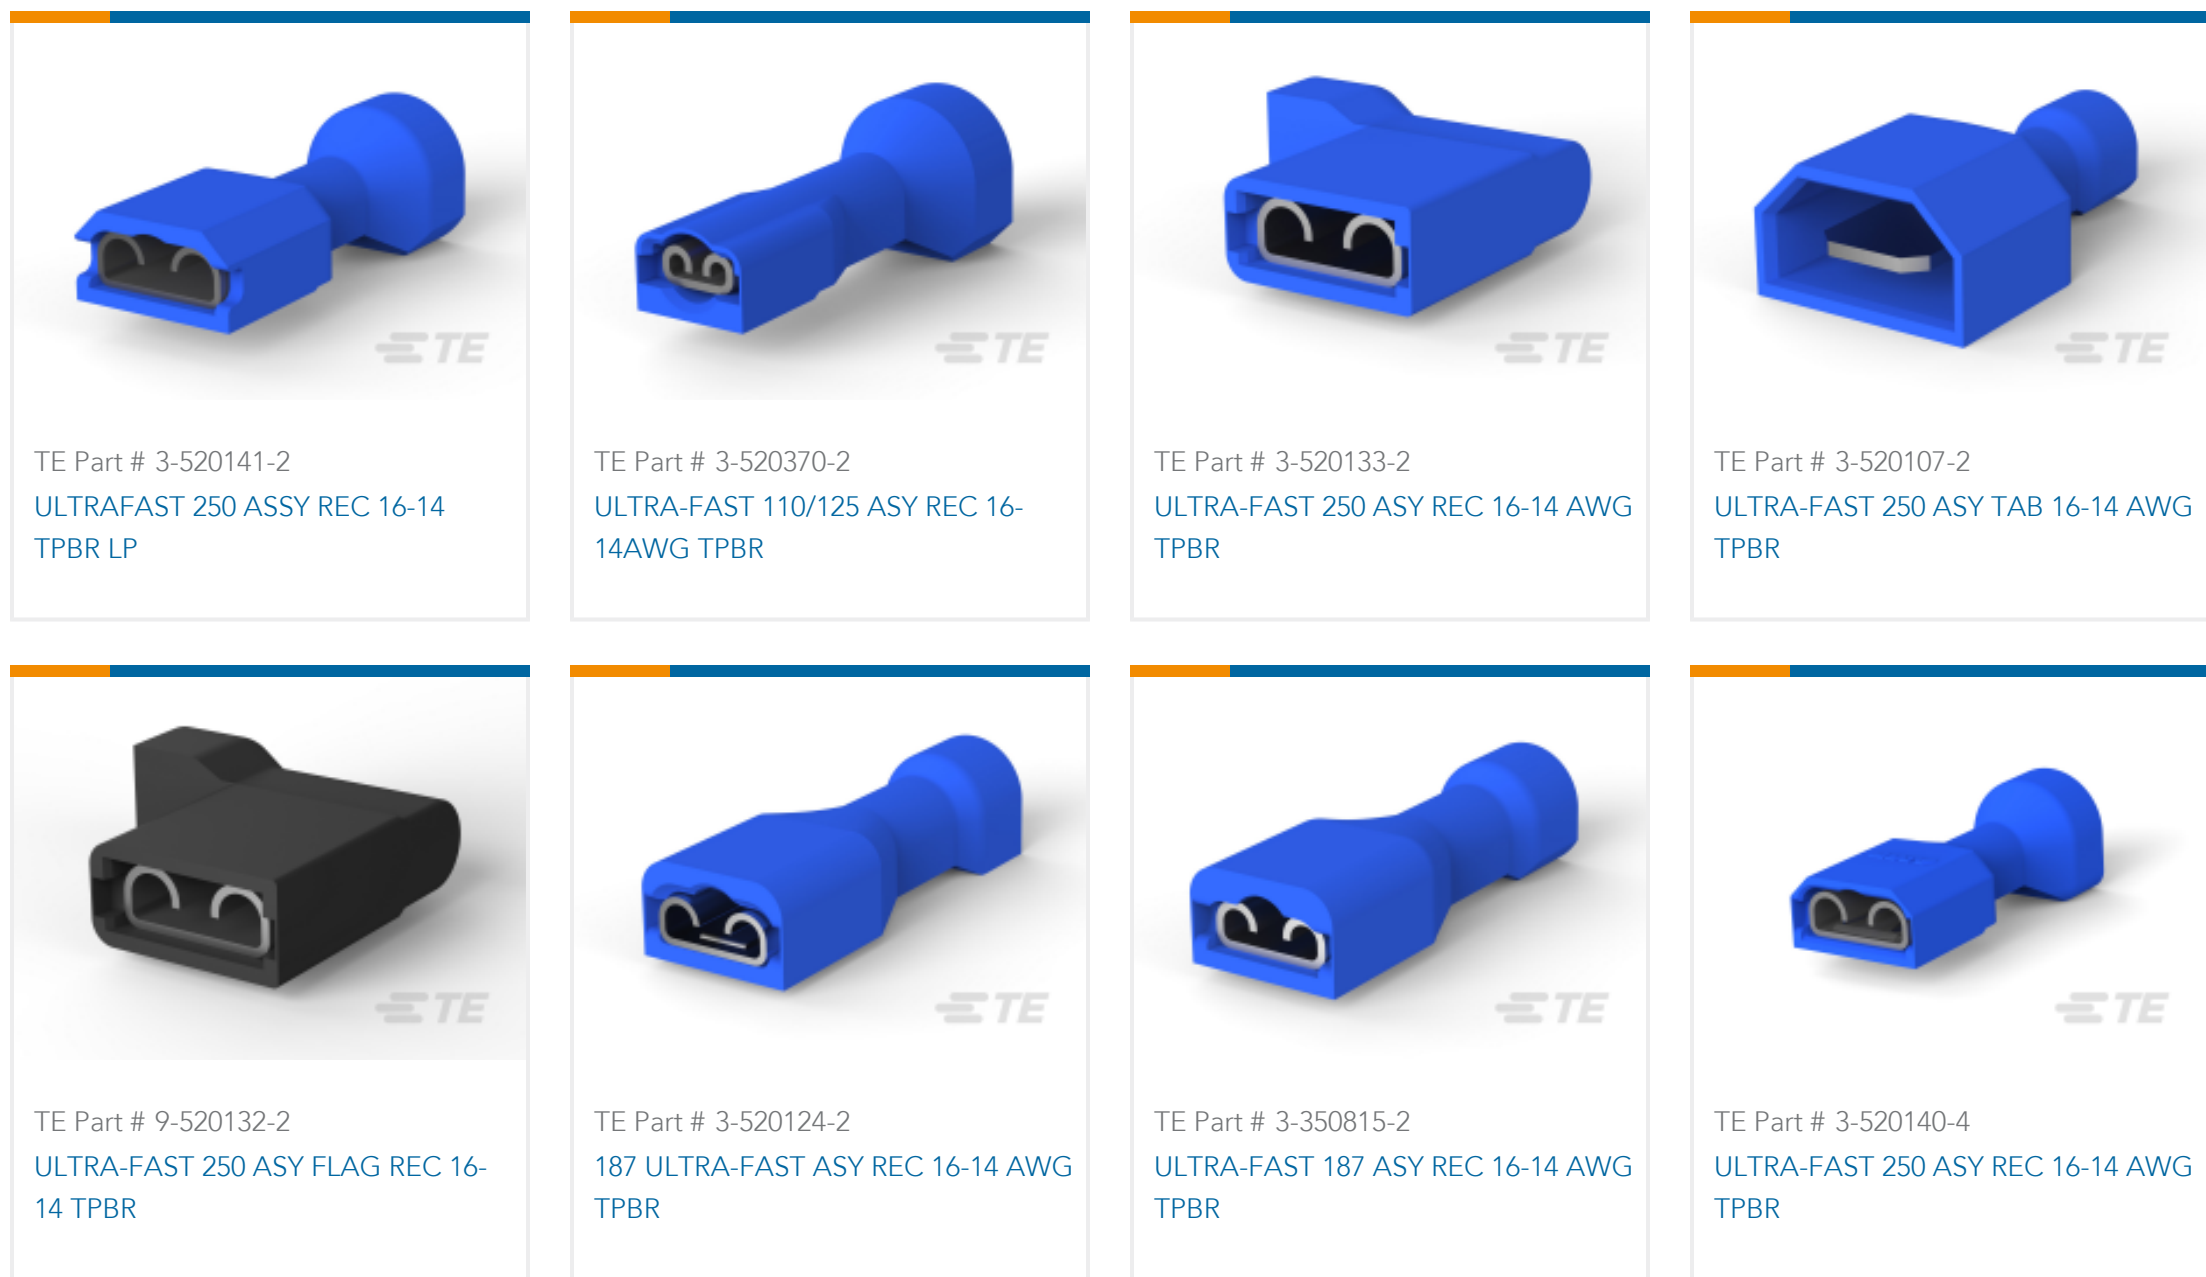 TE
TE
TE
TE
TE Part # 3-520141-2
ULTRAFAST 250 ASSY REC 16-14
TPBR LP
TE Part # 3-520370-2
ULTRA-FAST 110/125 ASY REC 16-
14AWG TPBR
TE Part # 3-520133-2
ULTRA-FAST 250 ASY REC 16-14 AWG
TPBR
TE Part # 3-520107-2
ULTRA-FAST 250 ASY TAB 16-14 AWG
TPBR
TE
TE
TE
TE
TE Part # 9-520132-2
ULTRA-FAST 250 ASY FLAG REC 16-
14 TPBR
TE Part # 3-520124-2
187 ULTRA-FAST ASY REC 16-14 AWG
TPBR
TE Part # 3-350815-2
ULTRA-FAST 187 ASY REC 16-14 AWG
TPBR
TE Part # 3-520140-4
ULTRA-FAST 250 ASY REC 16-14 AWG
TPBR